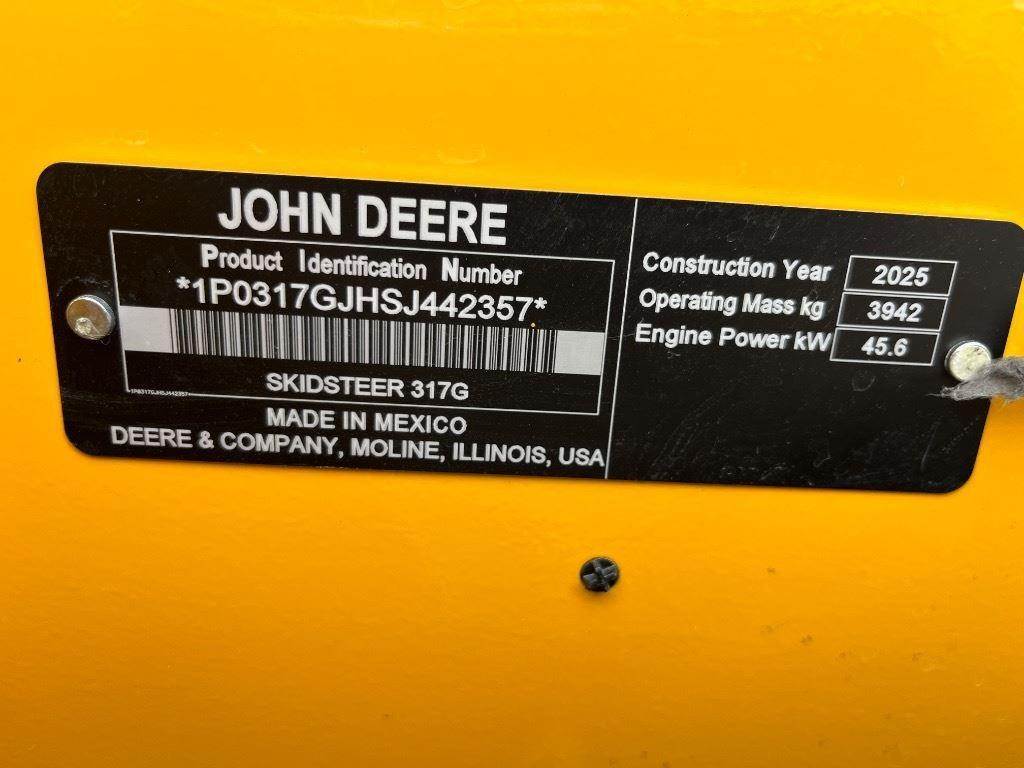 JOHN DEERE
Product Identification Number
*1P0317GJHSJ442357*
1P0317GJHSJ442357
SKIDSTEER 317G
MADE IN MEXICO
DEERE & COMPANY, MOLINE, ILLINOIS, USA
Construction Year 2025
Operating Mass kg 3942
Engine Power kW 45.6